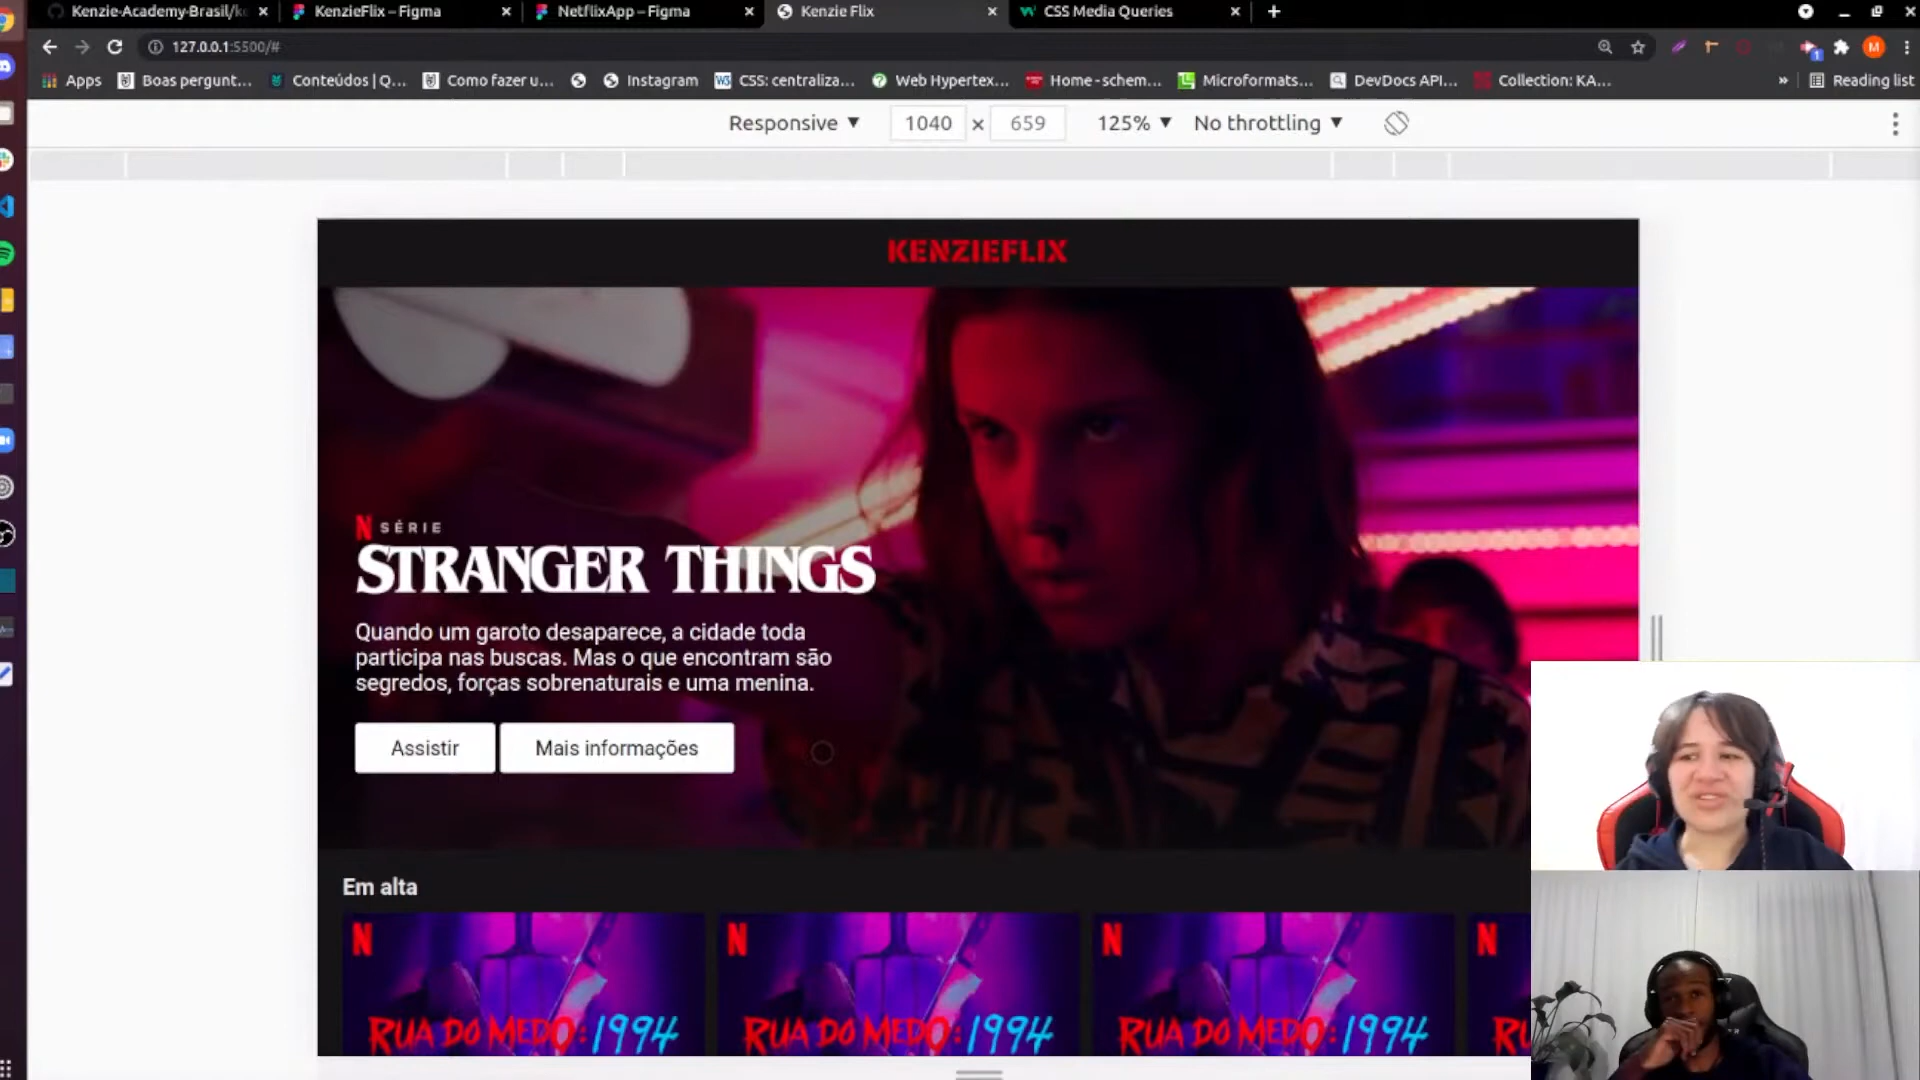 Kenzie-Academy-Brasil/k
KenzieFlix – Figma
NetflixApp – Figma
Kenzie Flix
CSS Media Queries
127.0.0.1:5500/#
M
Apps
Boas pergunt...
Conteúdos | Q...
Como fazer u...
Instagram
CSS: centraliza...
Web Hypertex...
Home - schem...
Microformats...
DevDocs API...
Collection: KA...
»
Reading list
Responsive
1040 × 659
125%
No throttling
KENZIEFLIX
N SÉRIE
STRANGER THINGS
Quando um garoto desaparece, a cidade toda
participa nas buscas. Mas o que encontram são
segredos, forças sobrenaturais e uma menina.
Assistir
Mais informações
Em alta
N
RUA DO MEDO: 1994
N
RUA DO MEDO: 1994
N
RUA DO MEDO: 1994
N
RU